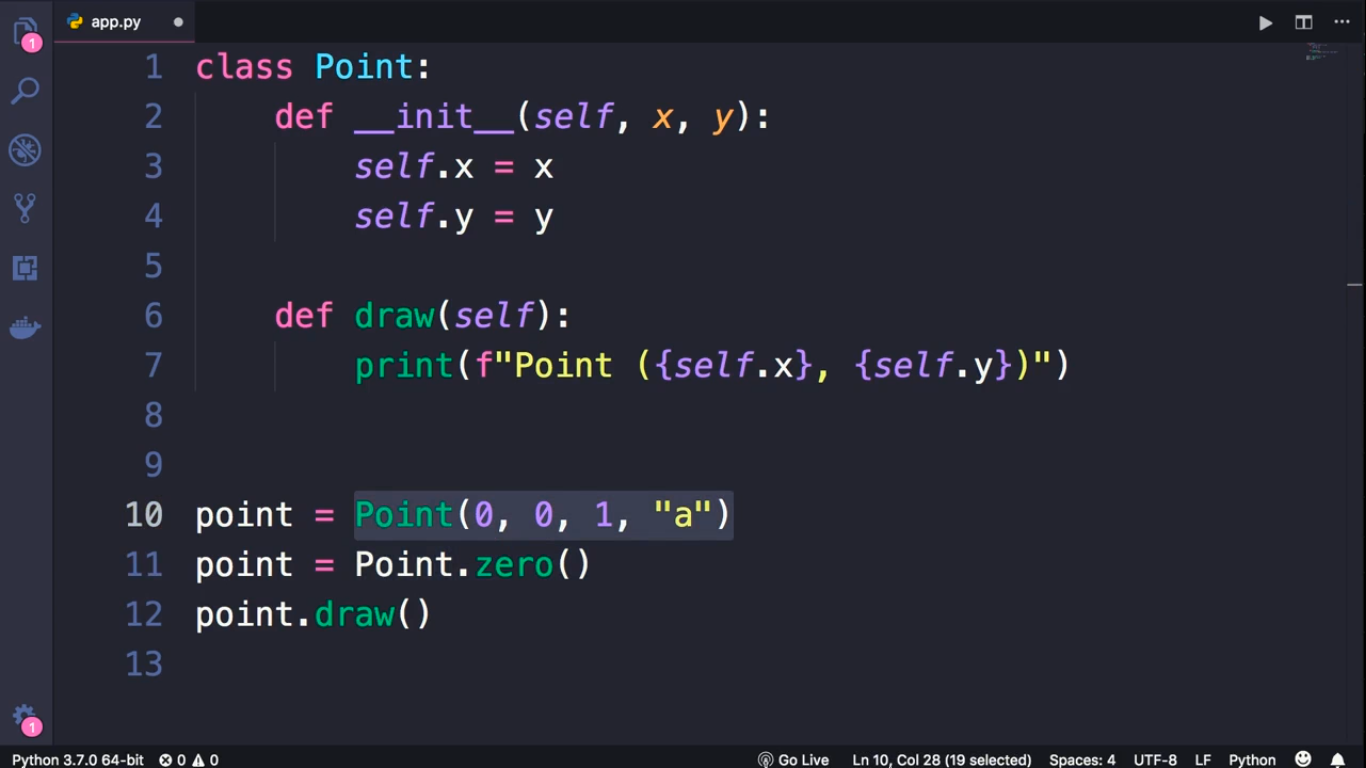 app.py
1
1 class Point:
2     def __init__(self, x, y):
3         self.x = x
4         self.y = y
5
6     def draw(self):
7         print(f"Point ({self.x}, {self.y})")
8
9
10 point = Point(0, 0, 1, "a")
11 point = Point.zero()
12 point.draw()
13
1
Python 3.7.0 64-bit 0 0 Go Live Ln 10, Col 28 (19 selected) Spaces: 4 UTF-8 LF Python